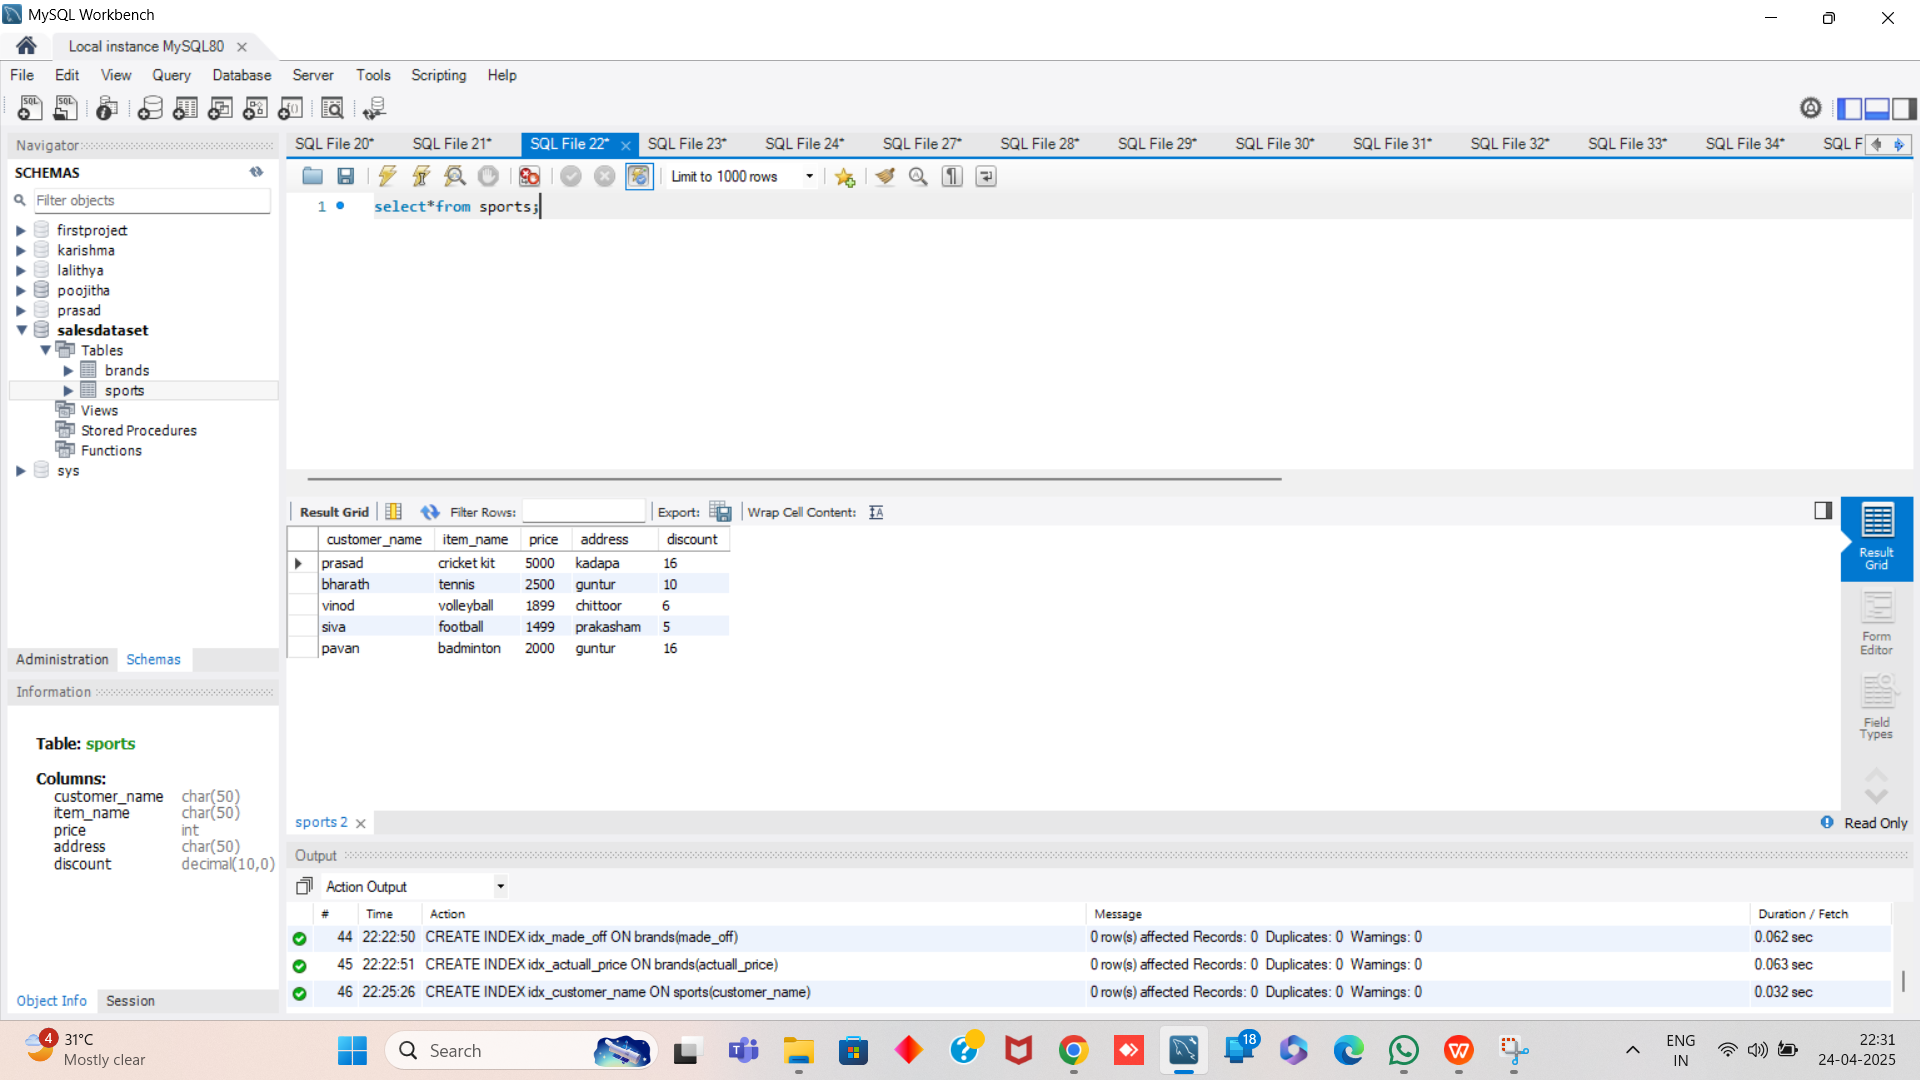 MySQL Workbench
Local instance MySQL80
File Edit View Query Database Server Tools Scripting Help
Navigator
SCHEMAS
Filter objects
firstproject
karishma
lalithya
poojitha
prasad
salesdataset
Tables
brands
sports
Views
Stored Procedures
Functions
sys
Administration Schemas
Information
Table: sports
Columns:
customer_name char(50)
item_name char(50)
price int
address char(50)
discount decimal(10,0)
Object Info Session
SQL File 20* SQL File 21* SQL File 22* SQL File 23* SQL File 24* SQL File 27* SQL File 28* SQL File 29* SQL File 30* SQL File 31* SQL File 32* SQL File 33* SQL File 34* SQL F
Limit to 1000 rows
1 select*from sports;
Result Grid Filter Rows: Export: Wrap Cell Content:
customer_name item_name price address discount
prasad cricket kit 5000 kadapa 16
bharath tennis 2500 guntur 10
vinod volleyball 1899 chittoor 6
siva football 1499 prakasham 5
pavan badminton 2000 guntur 16
Result
Grid
Form
Editor
Field
Types
sports 2
Read Only
Output
Action Output
# Time Action Message Duration / Fetch
44 22:22:50 CREATE INDEX idx_made_off ON brands(made_off) 0 row(s) affected Records: 0 Duplicates: 0 Warnings: 0 0.062 sec
45 22:22:51 CREATE INDEX idx_actuall_price ON brands(actuall_price) 0 row(s) affected Records: 0 Duplicates: 0 Warnings: 0 0.063 sec
46 22:25:26 CREATE INDEX idx_customer_name ON sports(customer_name) 0 row(s) affected Records: 0 Duplicates: 0 Warnings: 0 0.032 sec
4
31°C
Mostly clear
Search
18
ENG
IN
22:31
24-04-2025